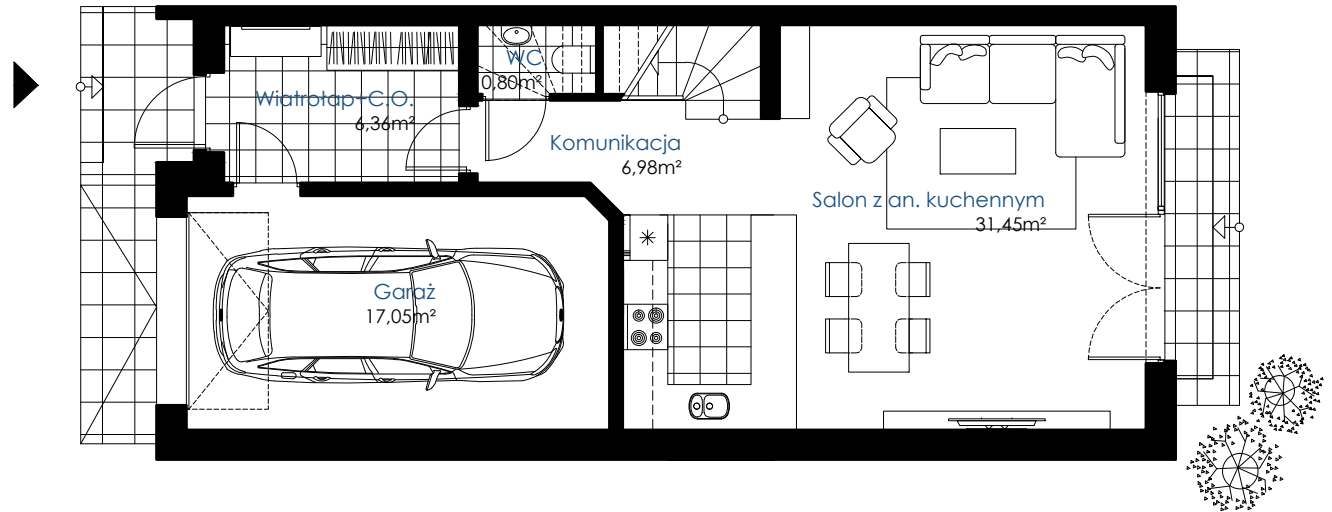 WC
0,80m²
Wiatrołap+C.O.
6,36m²
Komunikacja
6,98m²
Salon z an. kuchennym
31,45m²
Garaż
17,05m²